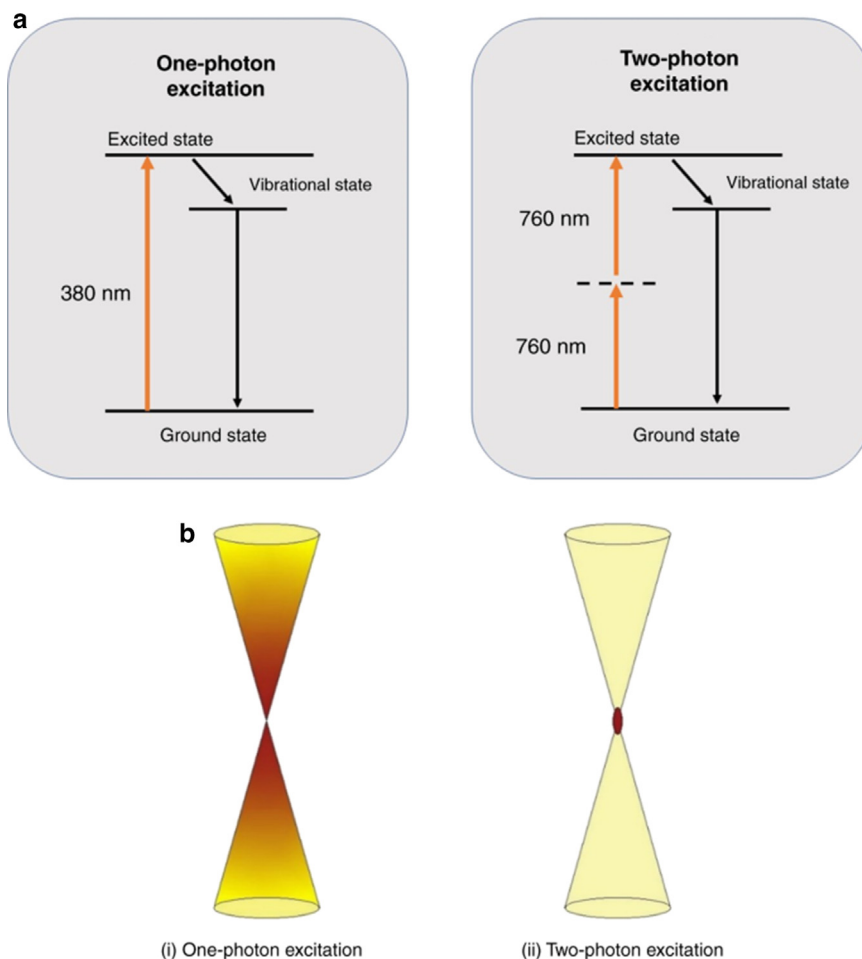 a
One-photon
excitation
Excited state
Vibrational state
380 nm
Ground state
Two-photon
excitation
Excited state
Vibrational state
760 nm
760 nm
Ground state
b
(i) One-photon excitation
(ii) Two-photon excitation